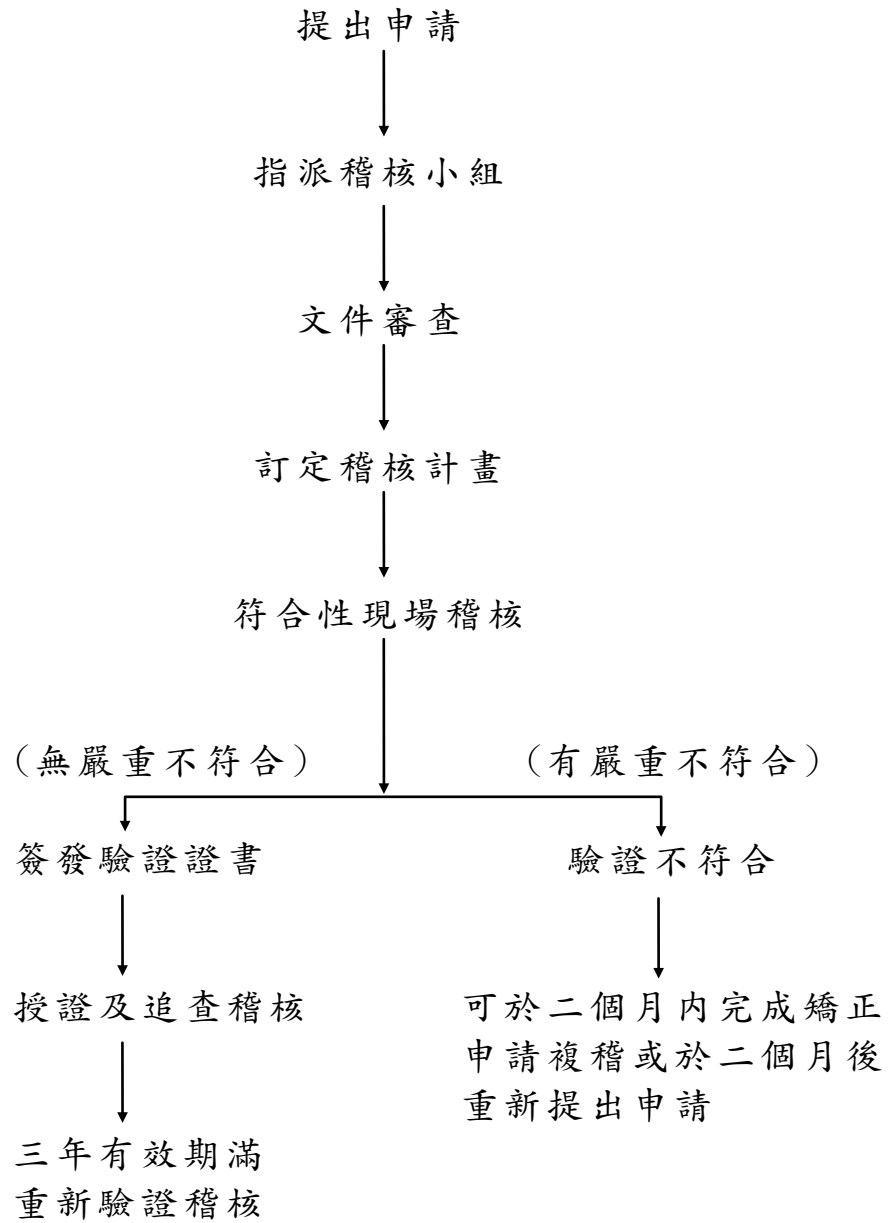 提出申請
指派稽核小組
文件審查
訂定稽核計畫
符合性現場稽核
（無嚴重不符合）
（有嚴重不符合）
簽發驗證證書
驗證不符合
授證及追查稽核
可於二個月內完成矯正
申請複稽或於二個月後
重新提出申請
三年有效期滿
重新驗證稽核